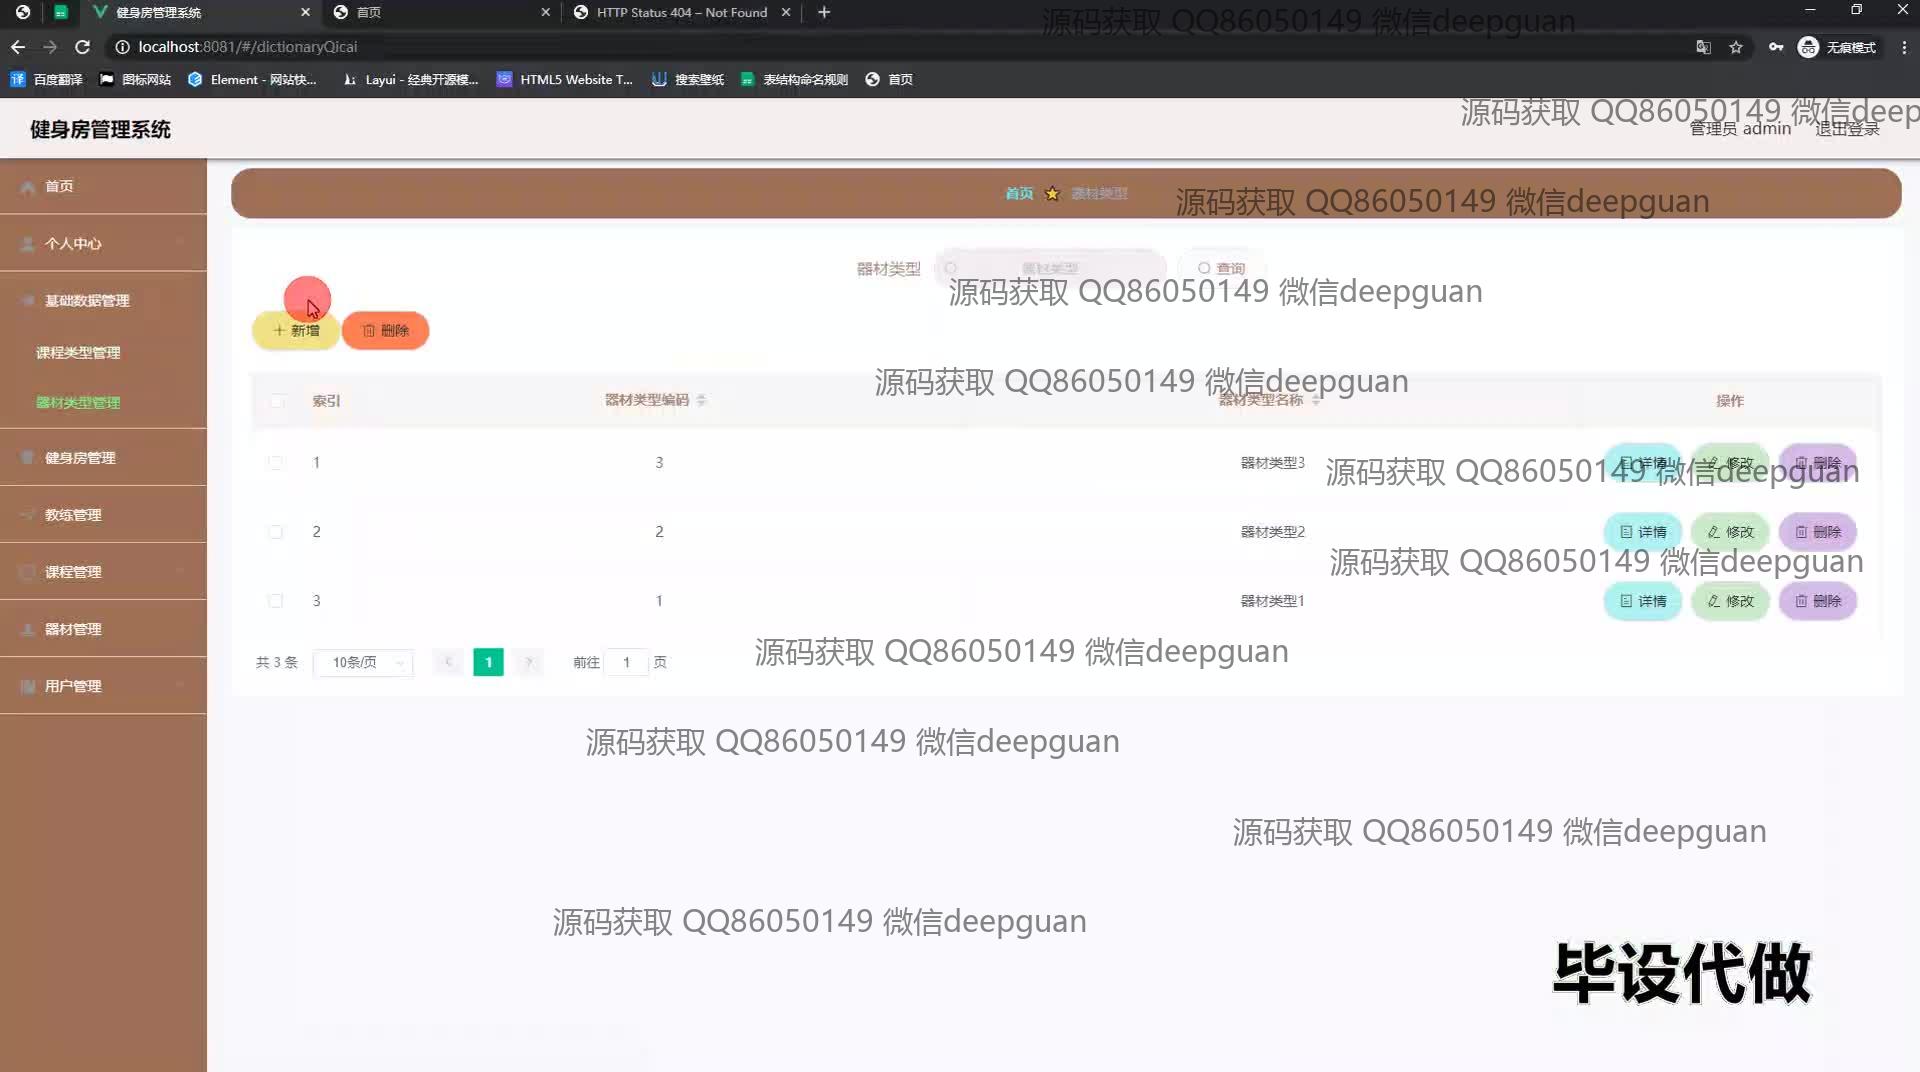 健身房管理系统
首页
HTTP Status 404 – Not Found
localhost:8081/#/dictionaryQicai
无痕模式
百度翻译
图标网站
Element - 网站快...
Layui - 经典开源模...
HTML5 Website T...
搜索壁纸
表结构命名规则
首页
源码获取 QQ86050149 微信deepguan
健身房管理系统
管理员 admin
退出登录
源码获取 QQ86050149 微信deep
首页
个人中心
基础数据管理
课程类型管理
器材类型管理
健身房管理
教练管理
课程管理
器材管理
用户管理
首页 器材类型
源码获取 QQ86050149 微信deepguan
器材类型 器材类型 查询
源码获取 QQ86050149 微信deepguan
新增 删除
源码获取 QQ86050149 微信deepguan
索引 器材类型编码 器材类型名称 操作
1 3 器材类型3 详情 修改 删除
源码获取 QQ86050149 微信deepguan
2 2 器材类型2 详情 修改 删除
源码获取 QQ86050149 微信deepguan
3 1 器材类型1 详情 修改 删除
共 3 条 10条/页 1 前往 1 页
源码获取 QQ86050149 微信deepguan
源码获取 QQ86050149 微信deepguan
源码获取 QQ86050149 微信deepguan
源码获取 QQ86050149 微信deepguan
毕设代做